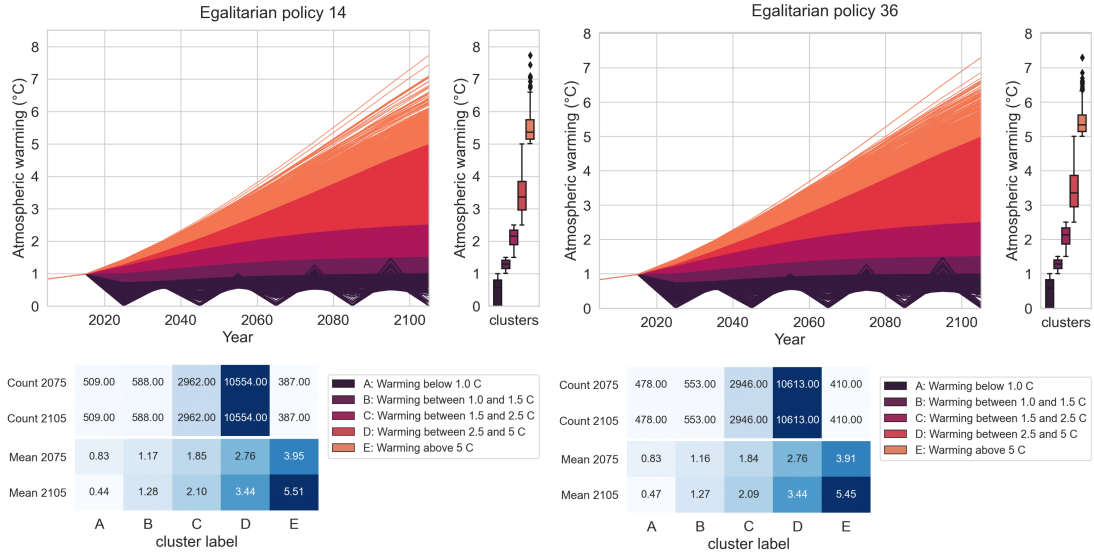 Egalitarian policy 14
8
7
6
5
4
3
2
1
0
Atmospheric warming (°C)
2020 2040 2060 2080 2100
Year
8
7
6
5
4
3
2
1
0
Atmospheric warming (°C)
clusters
Count 2075 509.00 588.00 2962.00 10554.00 387.00
Count 2105 509.00 588.00 2962.00 10554.00 387.00
Mean 2075 0.83 1.17 1.85 2.76 3.95
Mean 2105 0.44 1.28 2.10 3.44 5.51
A B C D E
cluster label
A: Warming below 1.0 C
B: Warming between 1.0 and 1.5 C
C: Warming between 1.5 and 2.5 C
D: Warming between 2.5 and 5 C
E: Warming above 5 C
Egalitarian policy 36
8
7
6
5
4
3
2
1
0
Atmospheric warming (°C)
2020 2040 2060 2080 2100
Year
8
7
6
5
4
3
2
1
0
Atmospheric warming (°C)
clusters
Count 2075 478.00 553.00 2946.00 10613.00 410.00
Count 2105 478.00 553.00 2946.00 10613.00 410.00
Mean 2075 0.83 1.16 1.84 2.76 3.91
Mean 2105 0.47 1.27 2.09 3.44 5.45
A B C D E
cluster label
A: Warming below 1.0 C
B: Warming between 1.0 and 1.5 C
C: Warming between 1.5 and 2.5 C
D: Warming between 2.5 and 5 C
E: Warming above 5 C